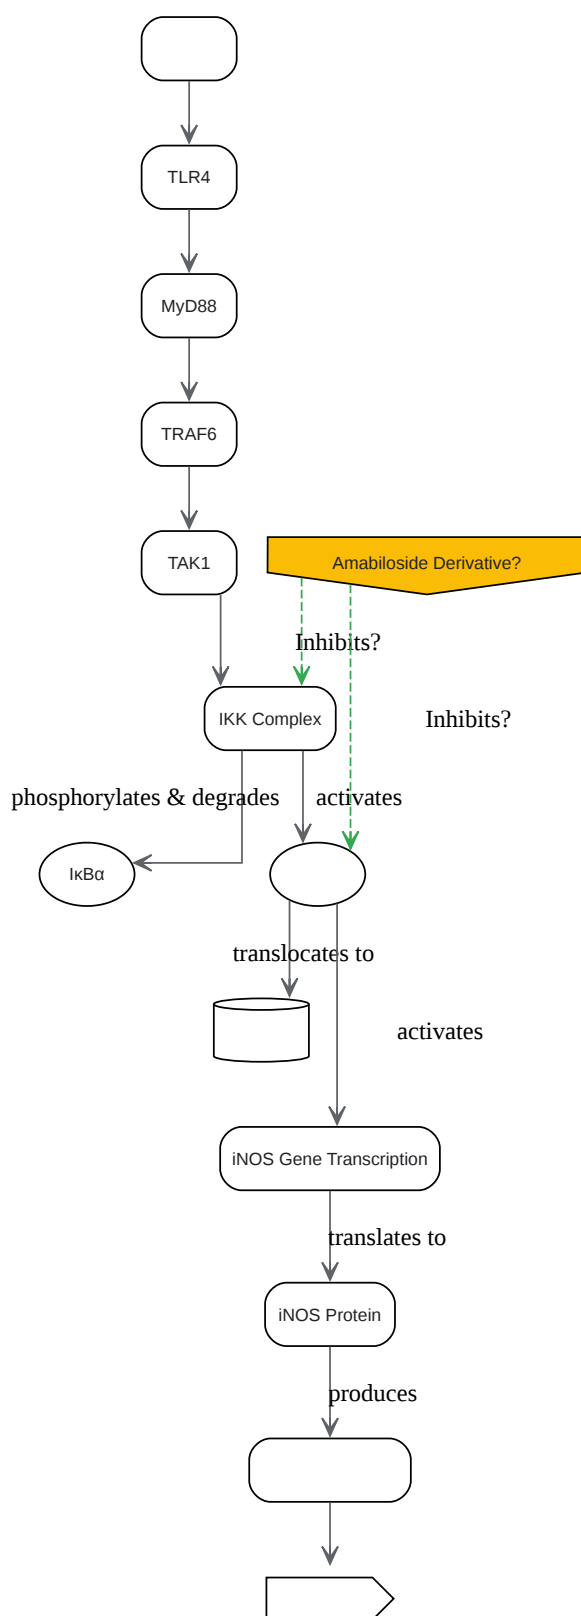 TLR4
MyD88
TRAF6
TAK1
Amabiloside Derivative?
Inhibits?
IKK Complex
Inhibits?
phosphorylates & degrades
activates
IκBα
translocates to
activates
iNOS Gene Transcription
translates to
iNOS Protein
produces